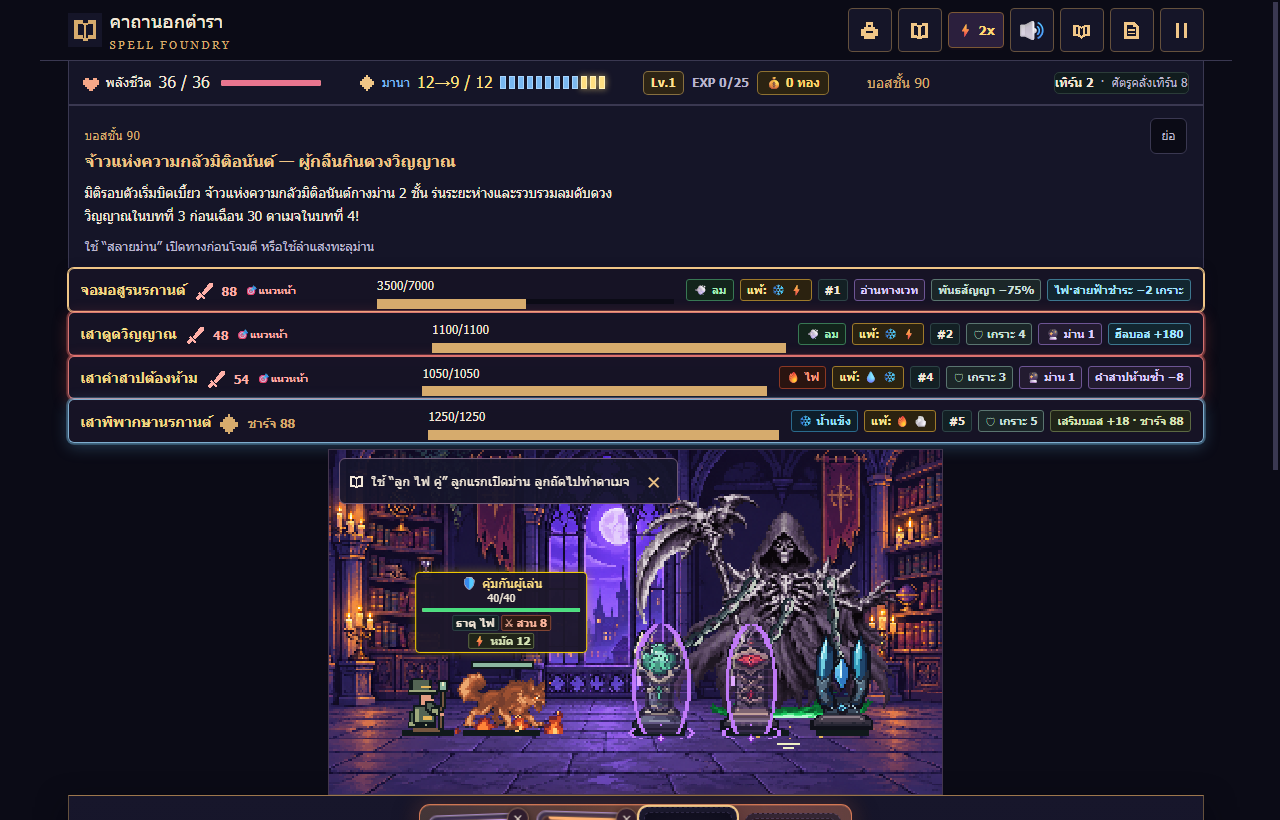 คาถานอกตำรา
SPELL FOUNDRY
2x
พลังชีวิต 36 / 36
มานา 12→9 / 12
Lv.1 EXP 0/25 0 ทอง
บอสชั้น 90
เทิร์น 2 · ศัตรูคลั่งเทิร์น 8
บอสชั้น 90
ย่อ
จ้าวแห่งความกลัวมิติอนันต์ — ผู้กลืนกินดวงวิญญาณ
มิติรอบตัวเริ่มบิดเบี้ยว จ้าวแห่งความกลัวมิติอนันต์กางม่าน 2 ชั้น ร่นระยะห่างและรวบรวมลมดับดวง
วิญญาณในบทที่ 3 ก่อนเฉือน 30 ดาเมจในบทที่ 4!
ใช้ “สลายม่าน” เปิดทางก่อนโจมตี หรือใช้ลำแสงทะลุม่าน
จอมอสูรนรกานต์ 88 แนวหน้า 3500/7000 ลม แพ้: #1 อ่านทางเวท พันธสัญญา −75% ไฟ·สายฟ้าชำระ −2 เกราะ
เสาดูดวิญญาณ 48 แนวหน้า 1100/1100 ลม แพ้: #2 เกราะ 4 ม่าน 1 ฮีลบอส +180
เสาคำสาปต้องห้าม 54 แนวหน้า 1050/1050 ไฟ แพ้: #4 เกราะ 3 ม่าน 1 คำสาปห้ามซ้ำ −8
เสาพิพากษานรกานต์ ชาร์จ 88 1250/1250 น้ำแข็ง แพ้: #5 เกราะ 5 เสริมบอส +18 · ชาร์จ 88
ใช้ “ลูก ไฟ คู่” ลูกแรกเปิดม่าน ลูกถัดไปทำดาเมจ
คุ้มกันผู้เล่น
40/40
ธาตุ ไฟ สวน 8
หมัด 12